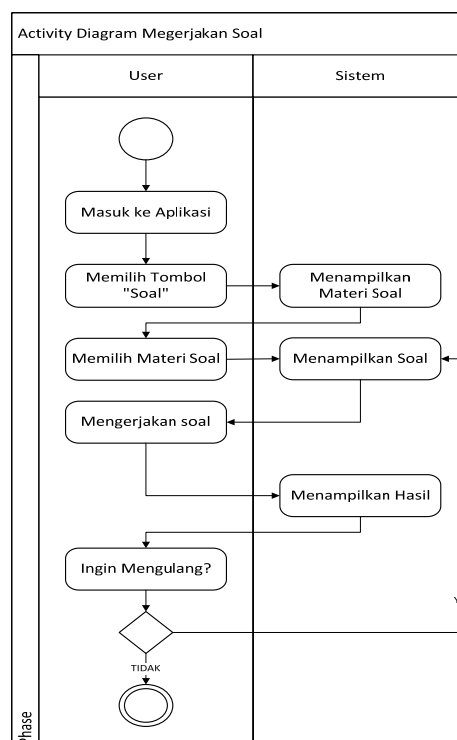 Activity Diagram Megerjakan Soal
User
Sistem
Masuk ke Aplikasi
Memilih Tombol
"Soal"
Menampilkan
Materi Soal
Memilih Materi Soal
Menampilkan Soal
Mengerjakan soal
Menampilkan Hasil
Ingin Mengulang?
TIDAK
Phase